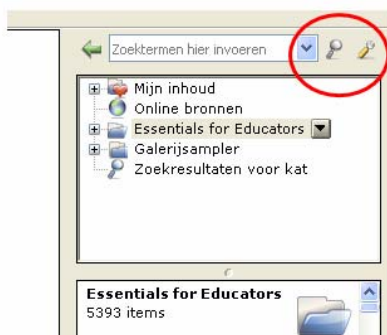 Zoektermen hier invoeren
Mijn inhoud
Online bronnen
Essentials for Educators
Galerijsampler
Zoekresultaten voor kat
Essentials for Educators
5393 items